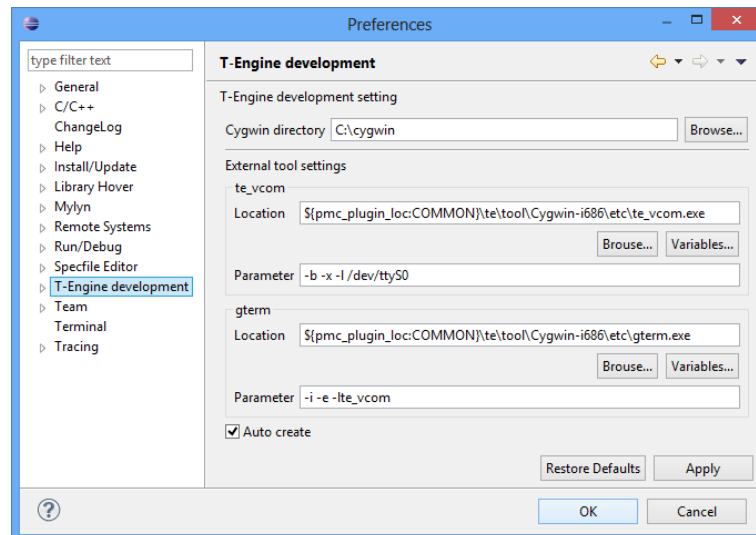 Preferences
type filter text
General
C/C++
ChangeLog
Help
Install/Update
Library Hover
Mylyn
Remote Systems
Run/Debug
Specfile Editor
T-Engine development
Team
Terminal
Tracing
T-Engine development
T-Engine development setting
Cygwin directory C:\cygwin Browse...
External tool settings
te_vcom
Location ${pmc_plugin_loc:COMMON}\te\tool\Cygwin-i686\etc\te_vcom.exe
Browse... Variables...
Parameter -b -x -l /dev/ttyS0
gterm
Location ${pmc_plugin_loc:COMMON}\te\tool\Cygwin-i686\etc\gterm.exe
Browse... Variables...
Parameter -i -e -lte_vcom
Auto create
Restore Defaults Apply
OK Cancel